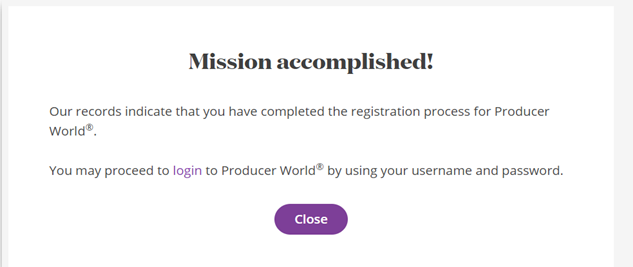 Mission accomplished!
Our records indicate that you have completed the registration process for Producer
World®.
You may proceed to login to Producer World® by using your username and password.
Close